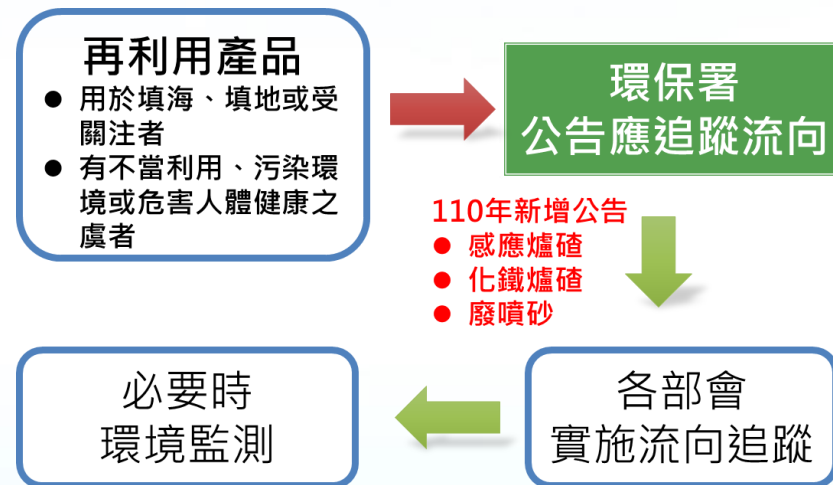 再利用產品
● 用於填海、填地或受
關注者
● 有不當利用、污染環
境或危害人體健康之
虞者
環保署
公告應追蹤流向
110年新增公告
● 感應爐碴
● 化鐵爐碴
● 廢噴砂
各部會
實施流向追蹤
必要時
環境監測